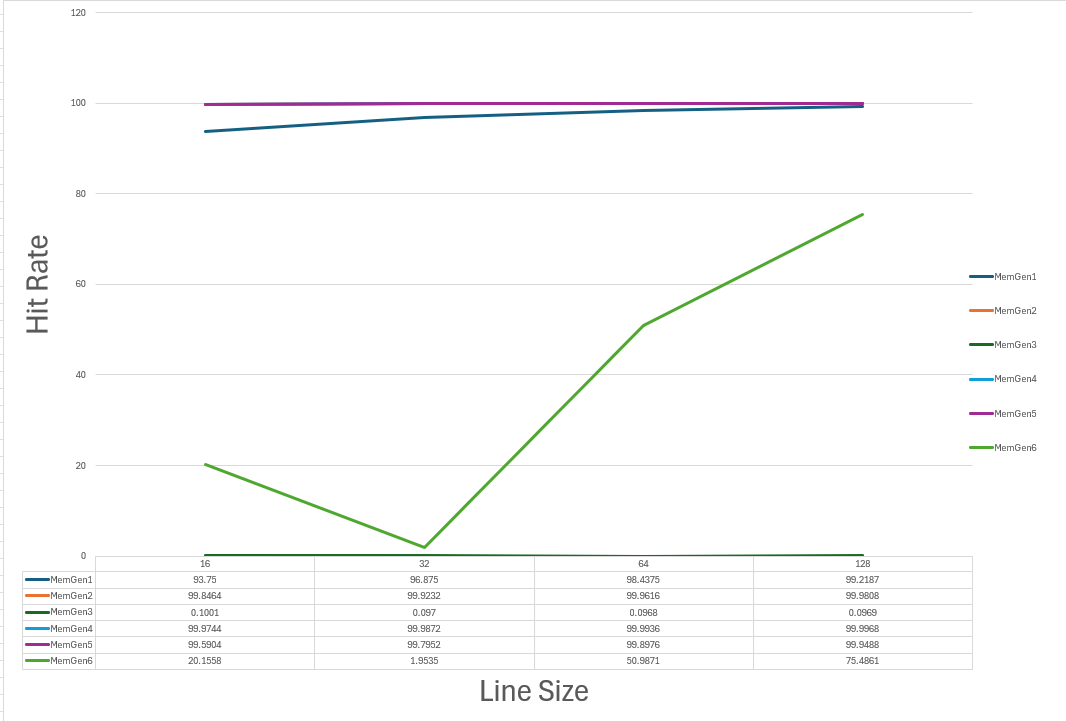 120
100
80
60
40
20
0
Hit Rate
MemGen1
MemGen2
MemGen3
MemGen4
MemGen5
MemGen6
16 32 64 128
MemGen1 93.75 96.875 98.4375 99.2187
MemGen2 99.8464 99.9232 99.9616 99.9808
MemGen3 0.1001 0.097 0.0968 0.0969
MemGen4 99.9744 99.9872 99.9936 99.9968
MemGen5 99.5904 99.7952 99.8976 99.9488
MemGen6 20.1558 1.9535 50.9871 75.4861
Line Size